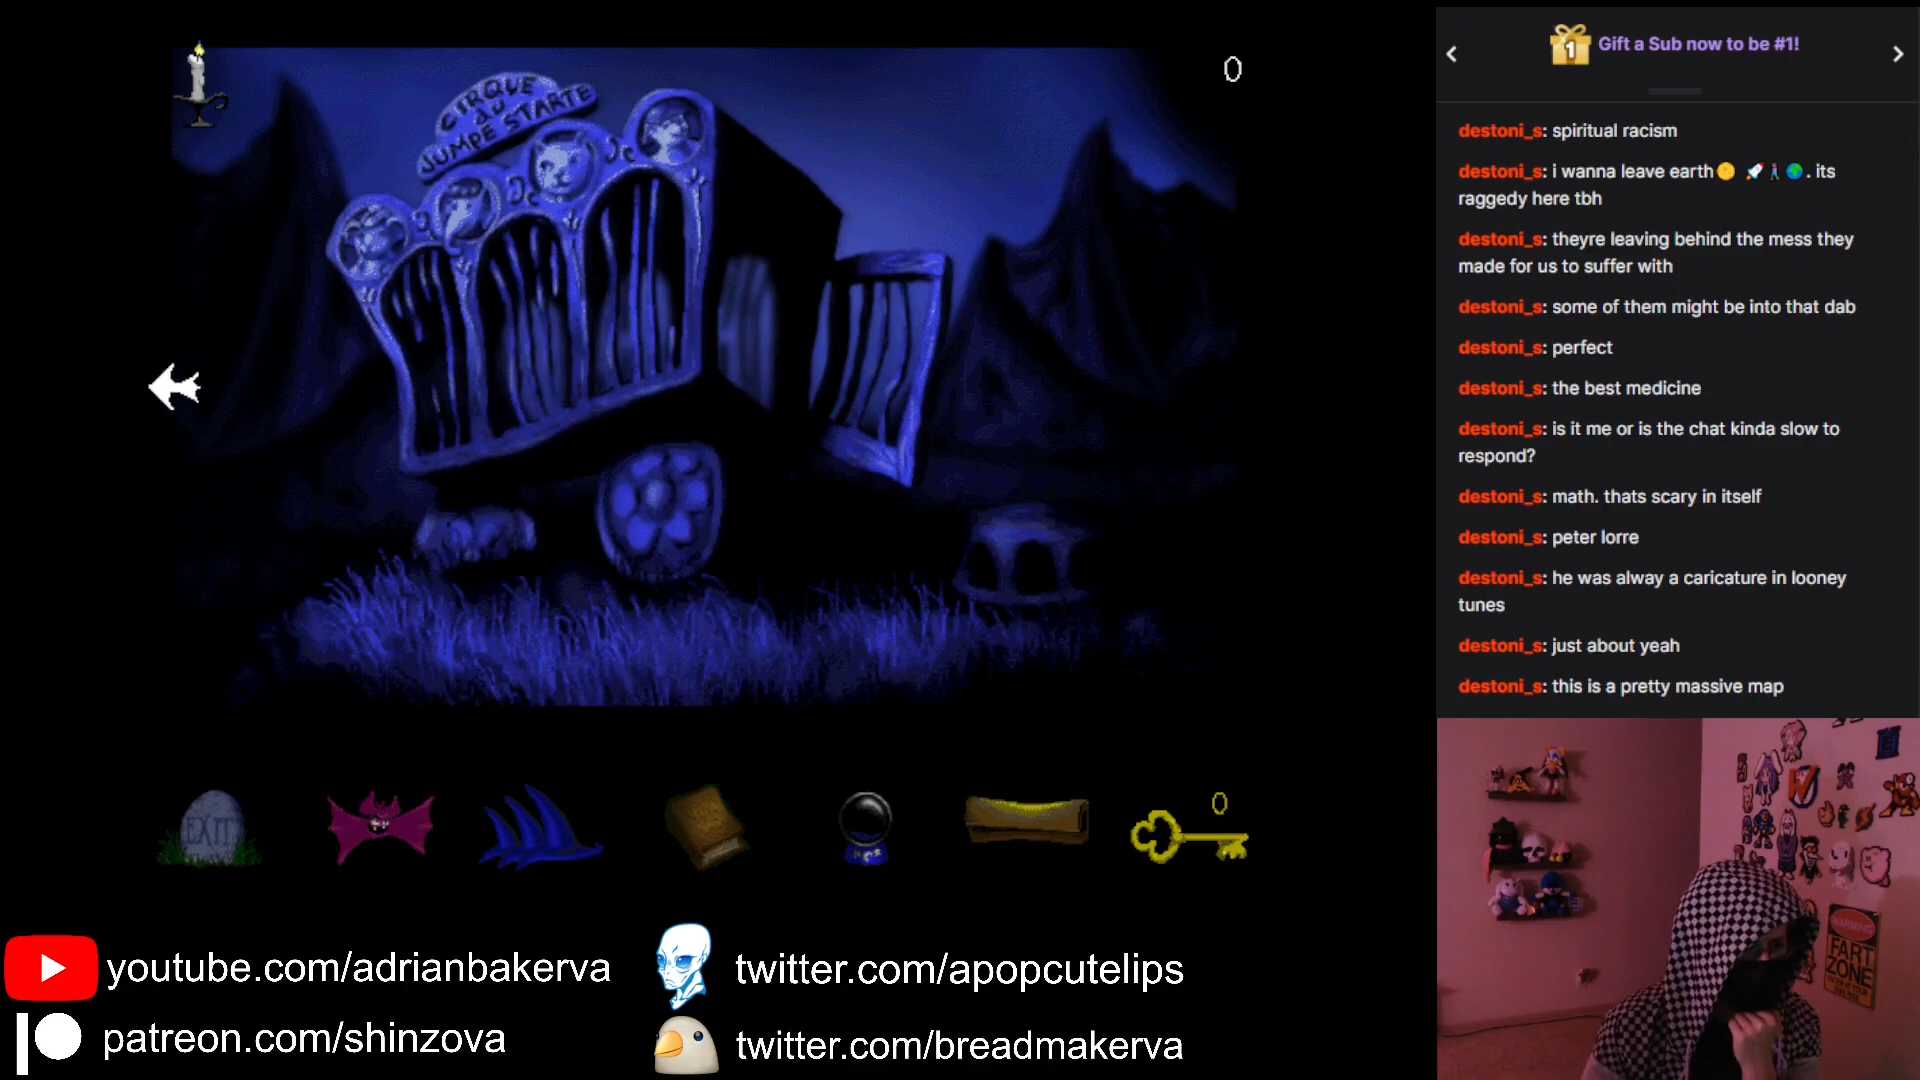 CIRQUE
du
JUMPE STARTE
0
1
Gift a Sub now to be #1!
destoni_s: spiritual racism
destoni_s: i wanna leave earth🌕 🚀🚶🌍. its
raggedy here tbh
destoni_s: theyre leaving behind the mess they
made for us to suffer with
destoni_s: some of them might be into that dab
destoni_s: perfect
destoni_s: the best medicine
destoni_s: is it me or is the chat kinda slow to
respond?
destoni_s: math. thats scary in itself
destoni_s: peter lorre
destoni_s: he was alway a caricature in looney
tunes
destoni_s: just about yeah
destoni_s: this is a pretty massive map
EXIT
0
youtube.com/adrianbakerva
twitter.com/apopcutelips
patreon.com/shinzova
twitter.com/breadmakerva
WARNING
FART
ZONE